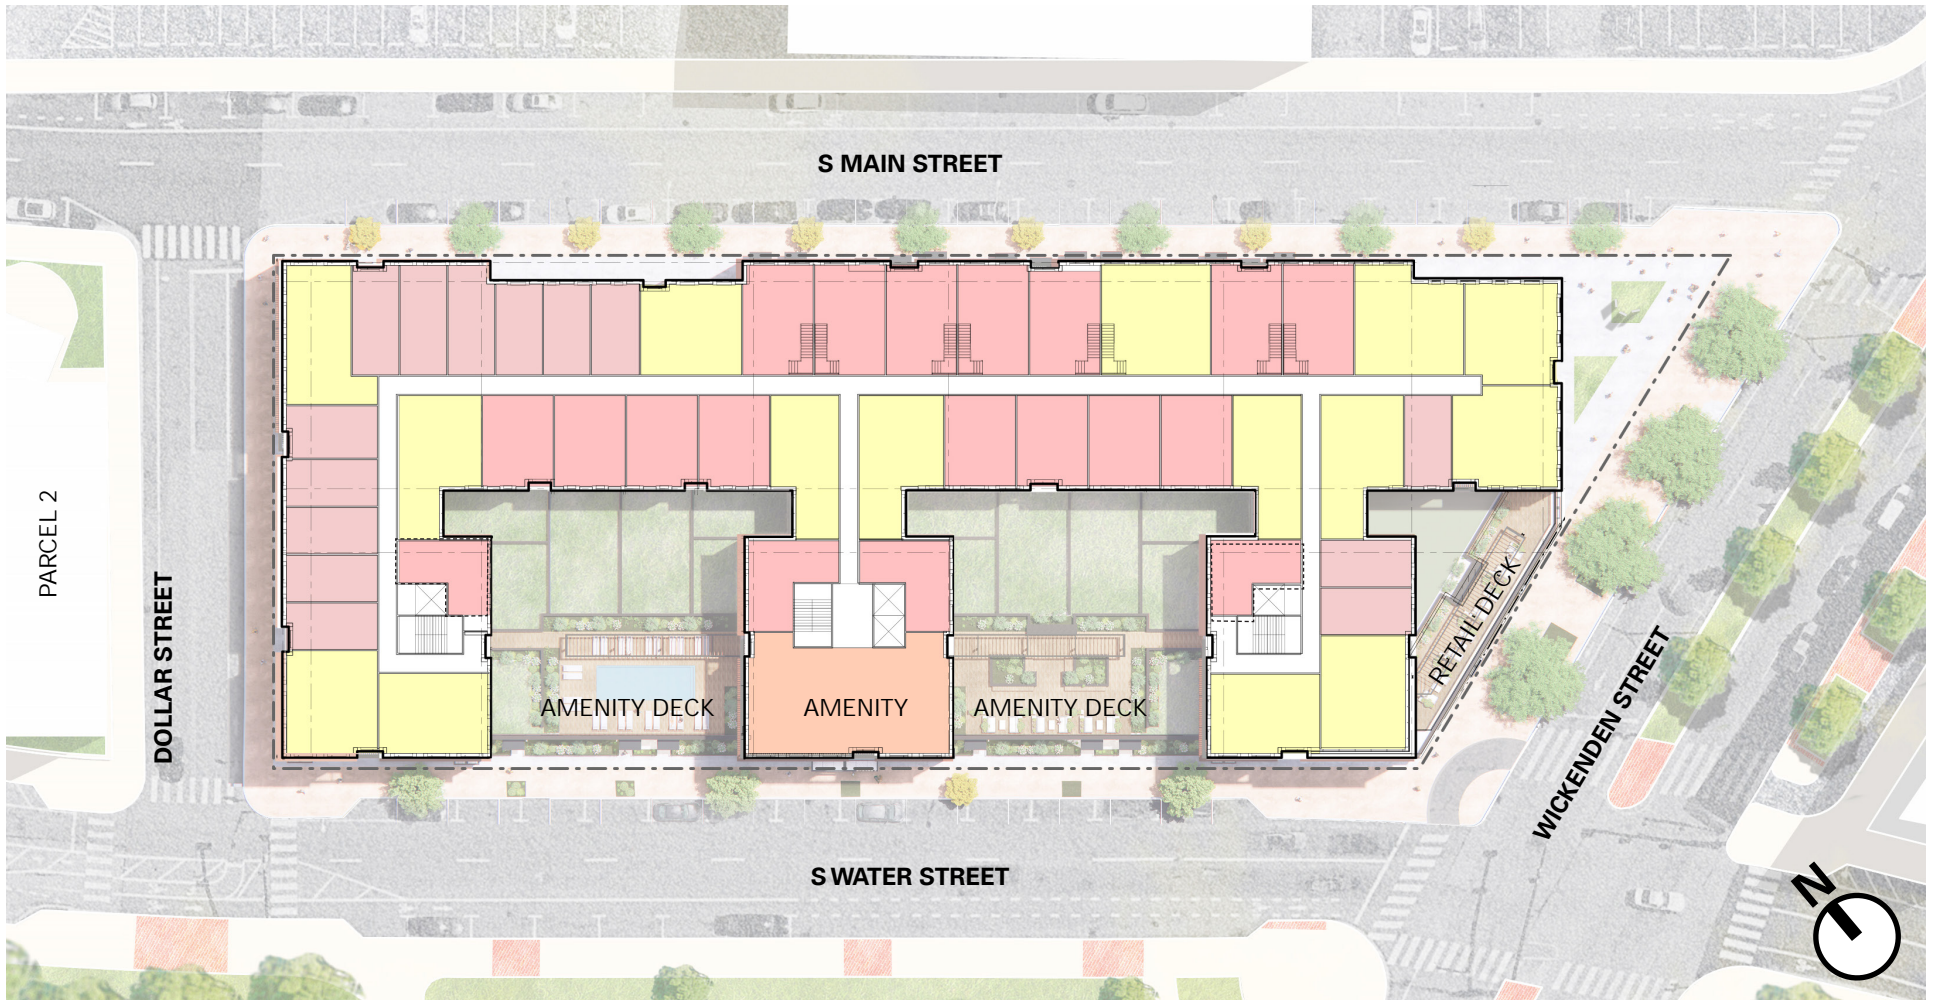 S MAIN STREET
PARCEL 2
DOLLAR STREET
AMENITY DECK
AMENITY
AMENITY DECK
RETAIL DECK
WICKENDEN STREET
S WATER STREET
N